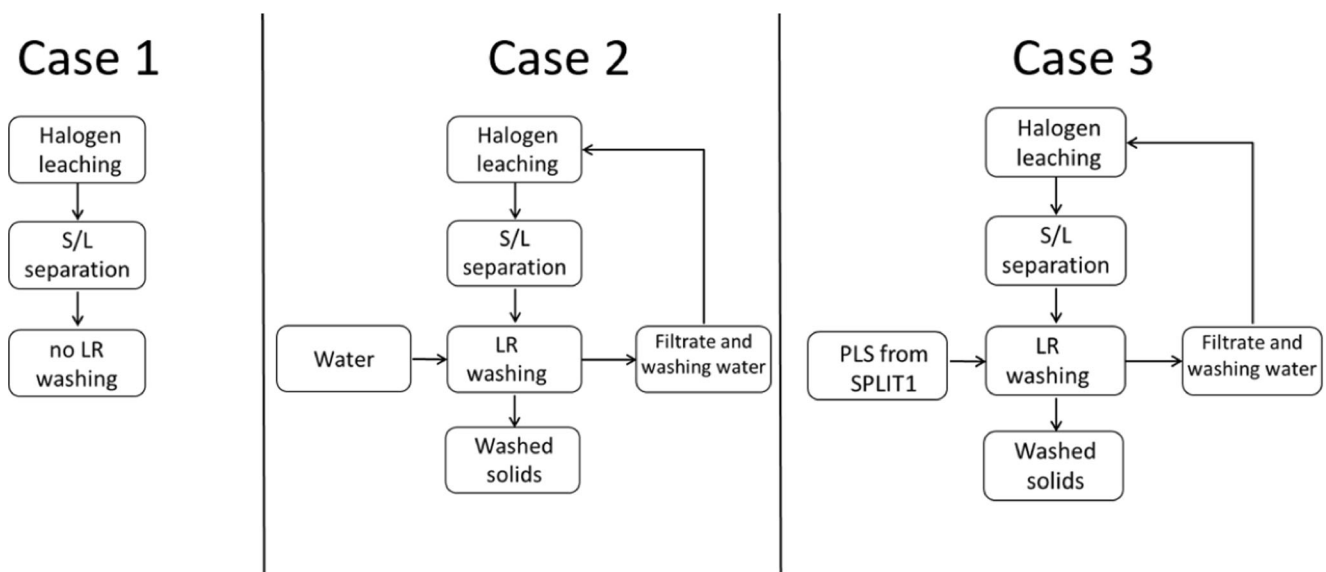 Case 1
Halogen
leaching
S/L
separation
no LR
washing
Case 2
Halogen
leaching
S/L
separation
Water
LR
washing
Filtrate and
washing water
Washed
solids
Case 3
Halogen
leaching
S/L
separation
PLS from
SPLIT1
LR
washing
Filtrate and
washing water
Washed
solids